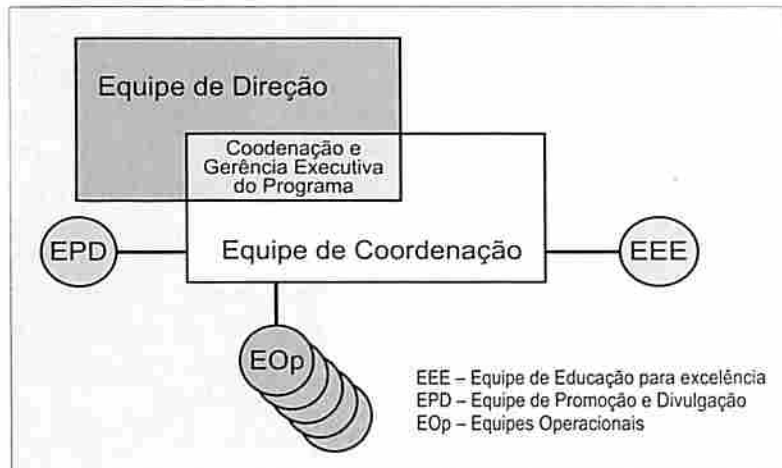 Equipe de Direção
Coodenação e
Gerência Executiva
do Programa
EPD
Equipe de Coordenação
EEE
EOp
EEE – Equipe de Educação para excelência
EPD – Equipe de Promoção e Divulgação
EOp – Equipes Operacionais